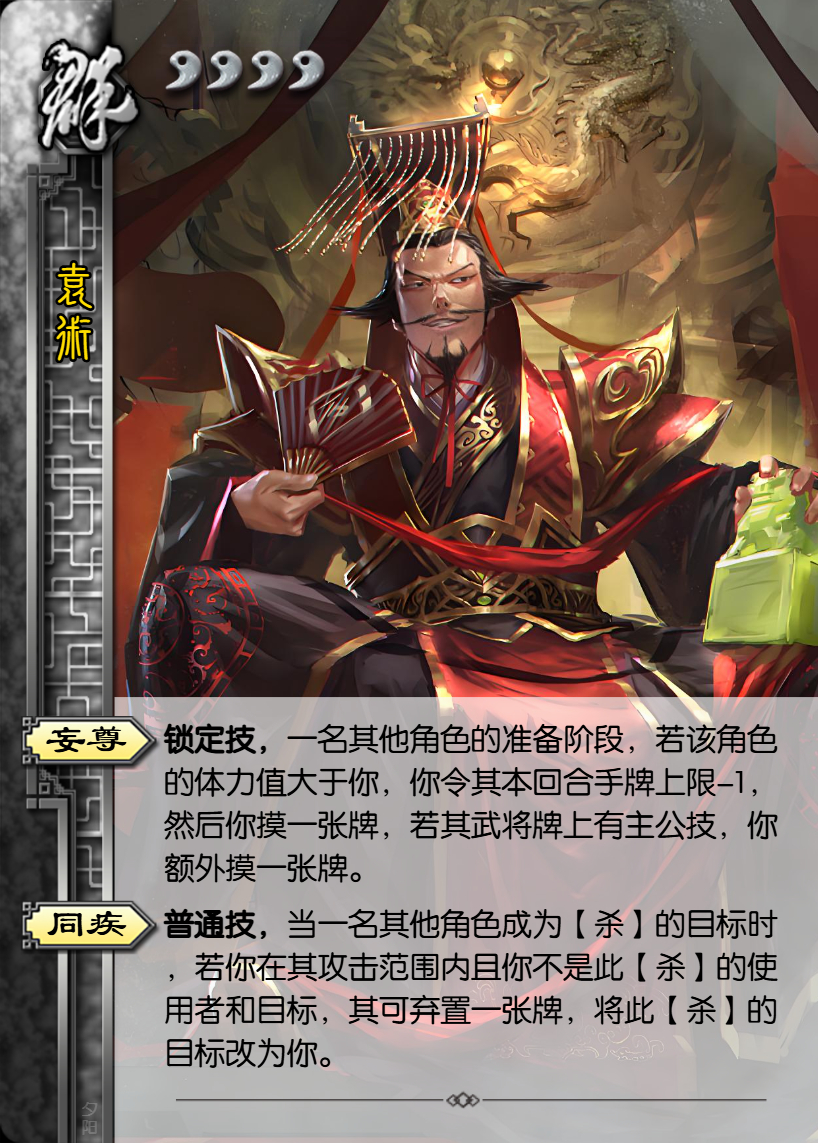 群
袁術
妄尊
锁定技，一名其他角色的准备阶段，若该角色
的体力值大于你，你令其本回合手牌上限-1，
然后你摸一张牌，若其武将牌上有主公技，你
额外摸一张牌。
同疾
普通技，当一名其他角色成为【杀】的目标时
，若你在其攻击范围内且你不是此【杀】的使
用者和目标，其可弃置一张牌，将此【杀】的
目标改为你。
夕阳